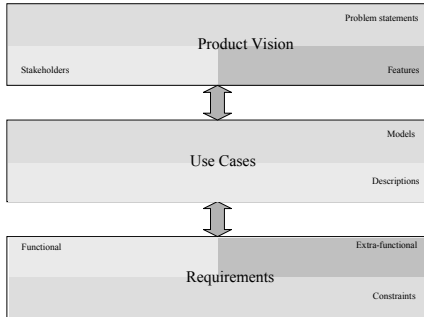 Problem statements
Product Vision
Stakeholders
Features
Models
Use Cases
Descriptions
Functional
Extra-functional
Requirements
Constraints